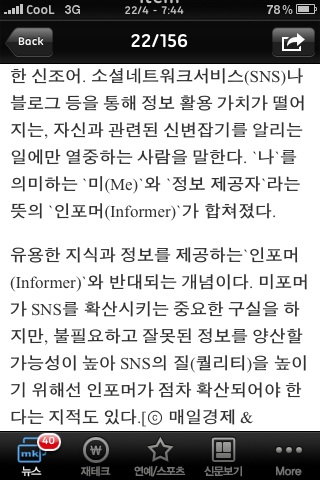 CooL 3G 22/4 - 7:44 78%
Back 22/156
한 신조어. 소셜네트워크서비스(SNS)나
블로그 등을 통해 정보 활용 가치가 떨어
지는, 자신과 관련된 신변잡기를 알리는
일에만 열중하는 사람을 말한다. `나`를
의미하는 `미(Me)`와 `정보 제공자`라는
뜻의 `인포머(Informer)`가 합쳐졌다.
유용한 지식과 정보를 제공하는`인포머
(Informer)`와 반대되는 개념이다. 미포머
가 SNS를 확산시키는 중요한 구실을 하
지만, 불필요하고 잘못된 정보를 양산할
가능성이 높아 SNS의 질(퀄리티)을 높이
기 위해선 인포머가 점차 확산되어야 한
다는 지적도 있다.[ⓒ 매일경제 &
mk 40 ₩
뉴스 재테크 연예/스포츠 신문보기 More